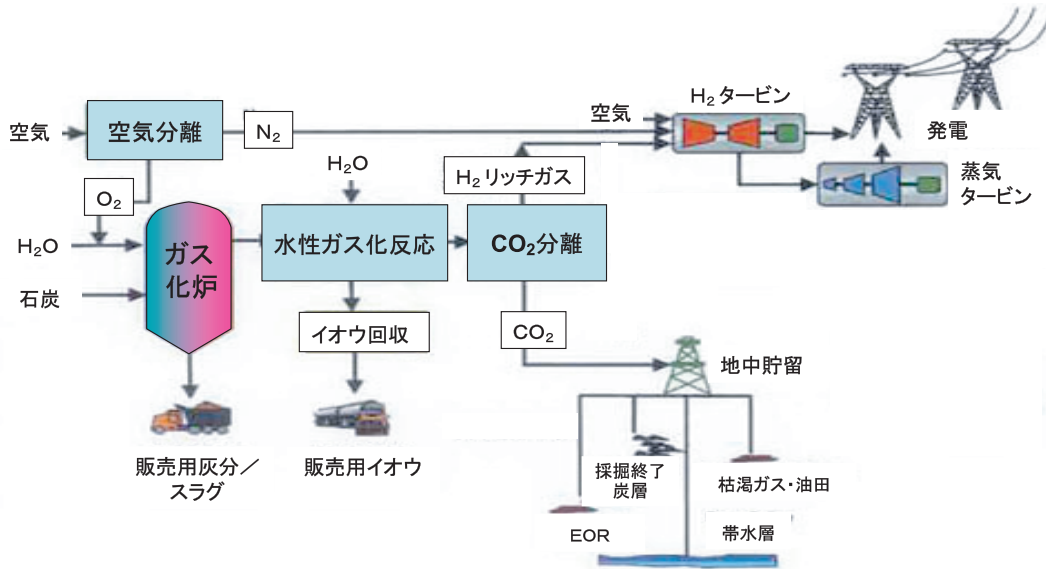 空気
空気分離
N₂
空気
H₂タービン
発電
H₂O
H₂リッチガス
蒸気
タービン
O₂
H₂O
ガス
化炉
水性ガス化反応
CO₂分離
石炭
イオウ回収
CO₂
地中貯留
販売用灰分／
スラグ
販売用イオウ
採掘終了
炭層
枯渇ガス・油田
EOR
帯水層